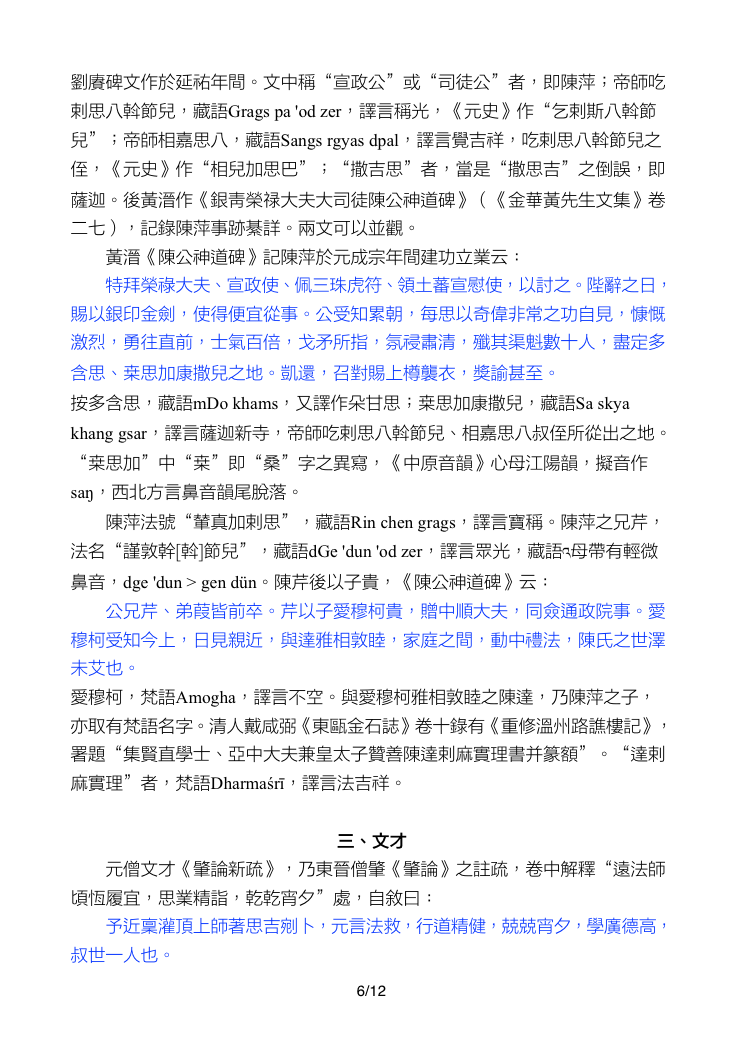 劉賡碑文作於延祐年間。文中稱“宣政公”或“司徒公”者，即陳萍；帝師吃
剌思八斡節兒，藏語Grags pa 'od zer，譯言稱光，《元史》作“乞剌斯八斡節
兒”；帝師相嘉思八，藏語Sangs rgyas dpal，譯言覺吉祥，吃剌思八斡節兒之
侄，《元史》作“相兒加思巴”；“撒吉思”者，當是“撒思吉”之倒誤，即
薩迦。後黃溍作《銀青榮禄大夫大司徒陳公神道碑》（《金華黃先生文集》卷
二七），記錄陳萍事跡綦詳。兩文可以並觀。
黃溍《陳公神道碑》記陳萍於元成宗年間建功立業云：
特拜榮祿大夫、宣政使、佩三珠虎符、領土蕃宣慰使，以討之。陛辭之日，
賜以銀印金劍，使得便宜從事。公受知累朝，每思以奇偉非常之功自見，慷慨
激烈，勇往直前，士氣百倍，戈矛所指，氛祲肅清，殲其渠魁數十人，盡定多
含思、桒思加康撒兒之地。凱還，召對賜上樽襲衣，獎諭甚至。
按多含思，藏語mDo khams，又譯作朵甘思；桒思加康撒兒，藏語Sa skya
khang gsar，譯言薩迦新寺，帝師吃剌思八斡節兒、相嘉思八叔侄所從出之地。
“桒思加”中“桒”即“桑”字之異寫，《中原音韻》心母江陽韻，擬音作
saŋ，西北方言鼻音韻尾脫落。
陳萍法號“輦真加剌思”，藏語Rin chen grags，譯言寶稱。陳萍之兄芹，
法名“謹敦幹[斡]節兒”，藏語dGe 'dun 'od zer，譯言眾光，藏語འ母帶有輕微
鼻音，dge 'dun > gen dün。陳芹後以子貴，《陳公神道碑》云：
公兄芹、弟葭皆前卒。芹以子愛穆柯貴，贈中順大夫，同僉通政院事。愛
穆柯受知今上，日見親近，與達雅相敦睦，家庭之間，動中禮法，陳氏之世澤
未艾也。
愛穆柯，梵語Amogha，譯言不空。與愛穆柯雅相敦睦之陳達，乃陳萍之子，
亦取有梵語名字。清人戴咸弼《東甌金石誌》卷十錄有《重修溫州路譙樓記》，
署題“集賢直學士、亞中大夫兼皇太子贊善陳達剌麻實理書并篆額”。“達剌
麻實理”者，梵語Dharmaśrī，譯言法吉祥。
三、文才
元僧文才《肇論新疏》，乃東晉僧肇《肇論》之註疏，卷中解釋“遠法師
頃恆履宜，思業精詣，乾乾宵夕”處，自敘曰：
予近稟灌頂上師著思吉剜卜，元言法救，行道精健，兢兢宵夕，學廣德高，
叔世一人也。
6/12